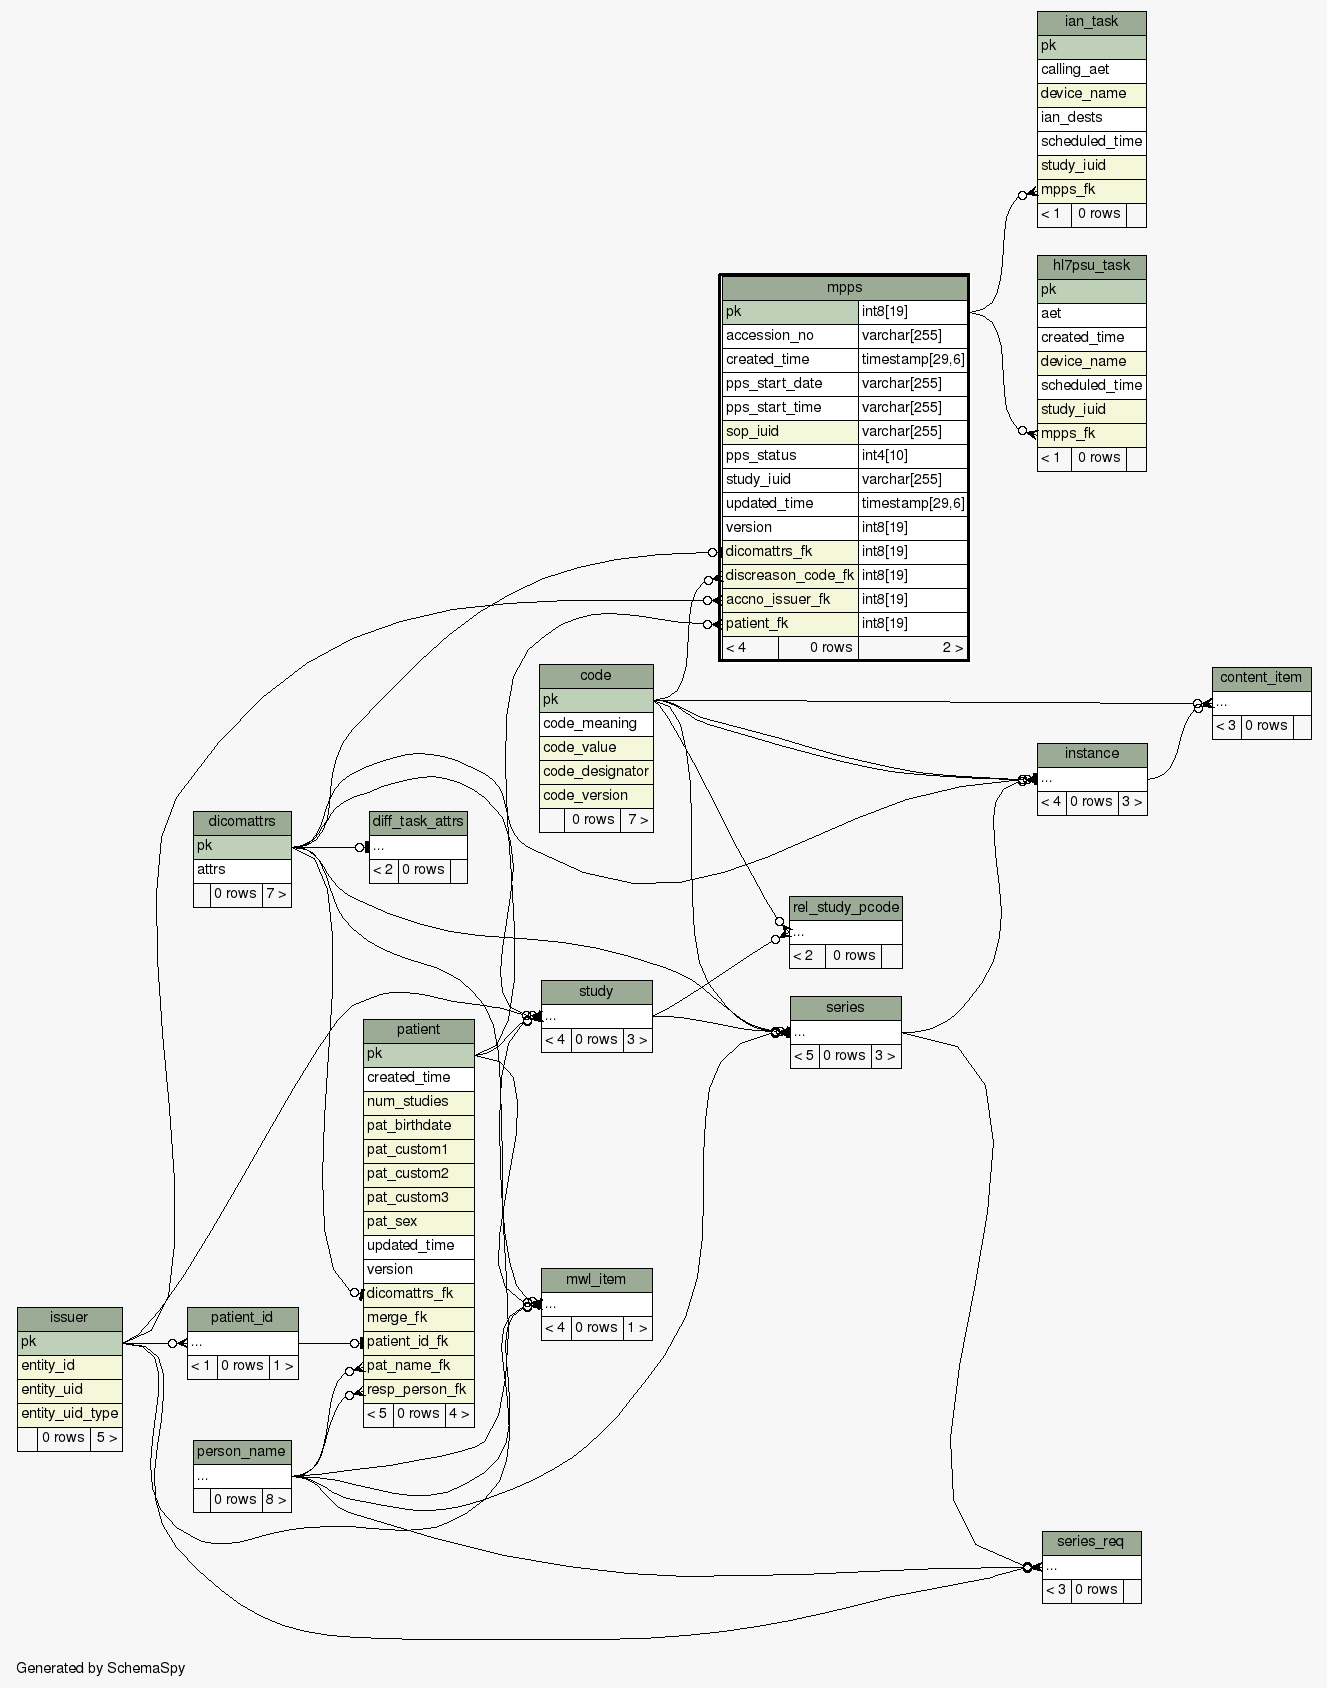 ian_task
pk
calling_aet
device_name
ian_dests
scheduled_time
study_iuid
mpps_fk
< 1 0 rows
hl7psu_task
pk
aet
created_time
device_name
scheduled_time
study_iuid
mpps_fk
< 1 0 rows
mpps
pk int8[19]
accession_no varchar[255]
created_time timestamp[29,6]
pps_start_date varchar[255]
pps_start_time varchar[255]
sop_iuid varchar[255]
pps_status int4[10]
study_iuid varchar[255]
updated_time timestamp[29,6]
version int8[19]
dicomattrs_fk int8[19]
discreason_code_fk int8[19]
accno_issuer_fk int8[19]
patient_fk int8[19]
< 4 0 rows 2 >
code
pk
code_meaning
code_value
code_designator
code_version
0 rows 7 >
content_item
...
< 3 0 rows
instance
...
< 4 0 rows 3 >
dicomattrs
pk
attrs
0 rows 7 >
diff_task_attrs
...
< 2 0 rows
rel_study_pcode
...
< 2 0 rows
study
...
< 4 0 rows 3 >
series
...
< 5 0 rows 3 >
patient
pk
created_time
num_studies
pat_birthdate
pat_custom1
pat_custom2
pat_custom3
pat_sex
updated_time
version
dicomattrs_fk
merge_fk
patient_id_fk
pat_name_fk
resp_person_fk
< 5 0 rows 4 >
mwl_item
...
< 4 0 rows 1 >
issuer
pk
entity_id
entity_uid
entity_uid_type
0 rows 5 >
patient_id
...
< 1 0 rows 1 >
person_name
...
0 rows 8 >
series_req
...
< 3 0 rows
Generated by SchemaSpy